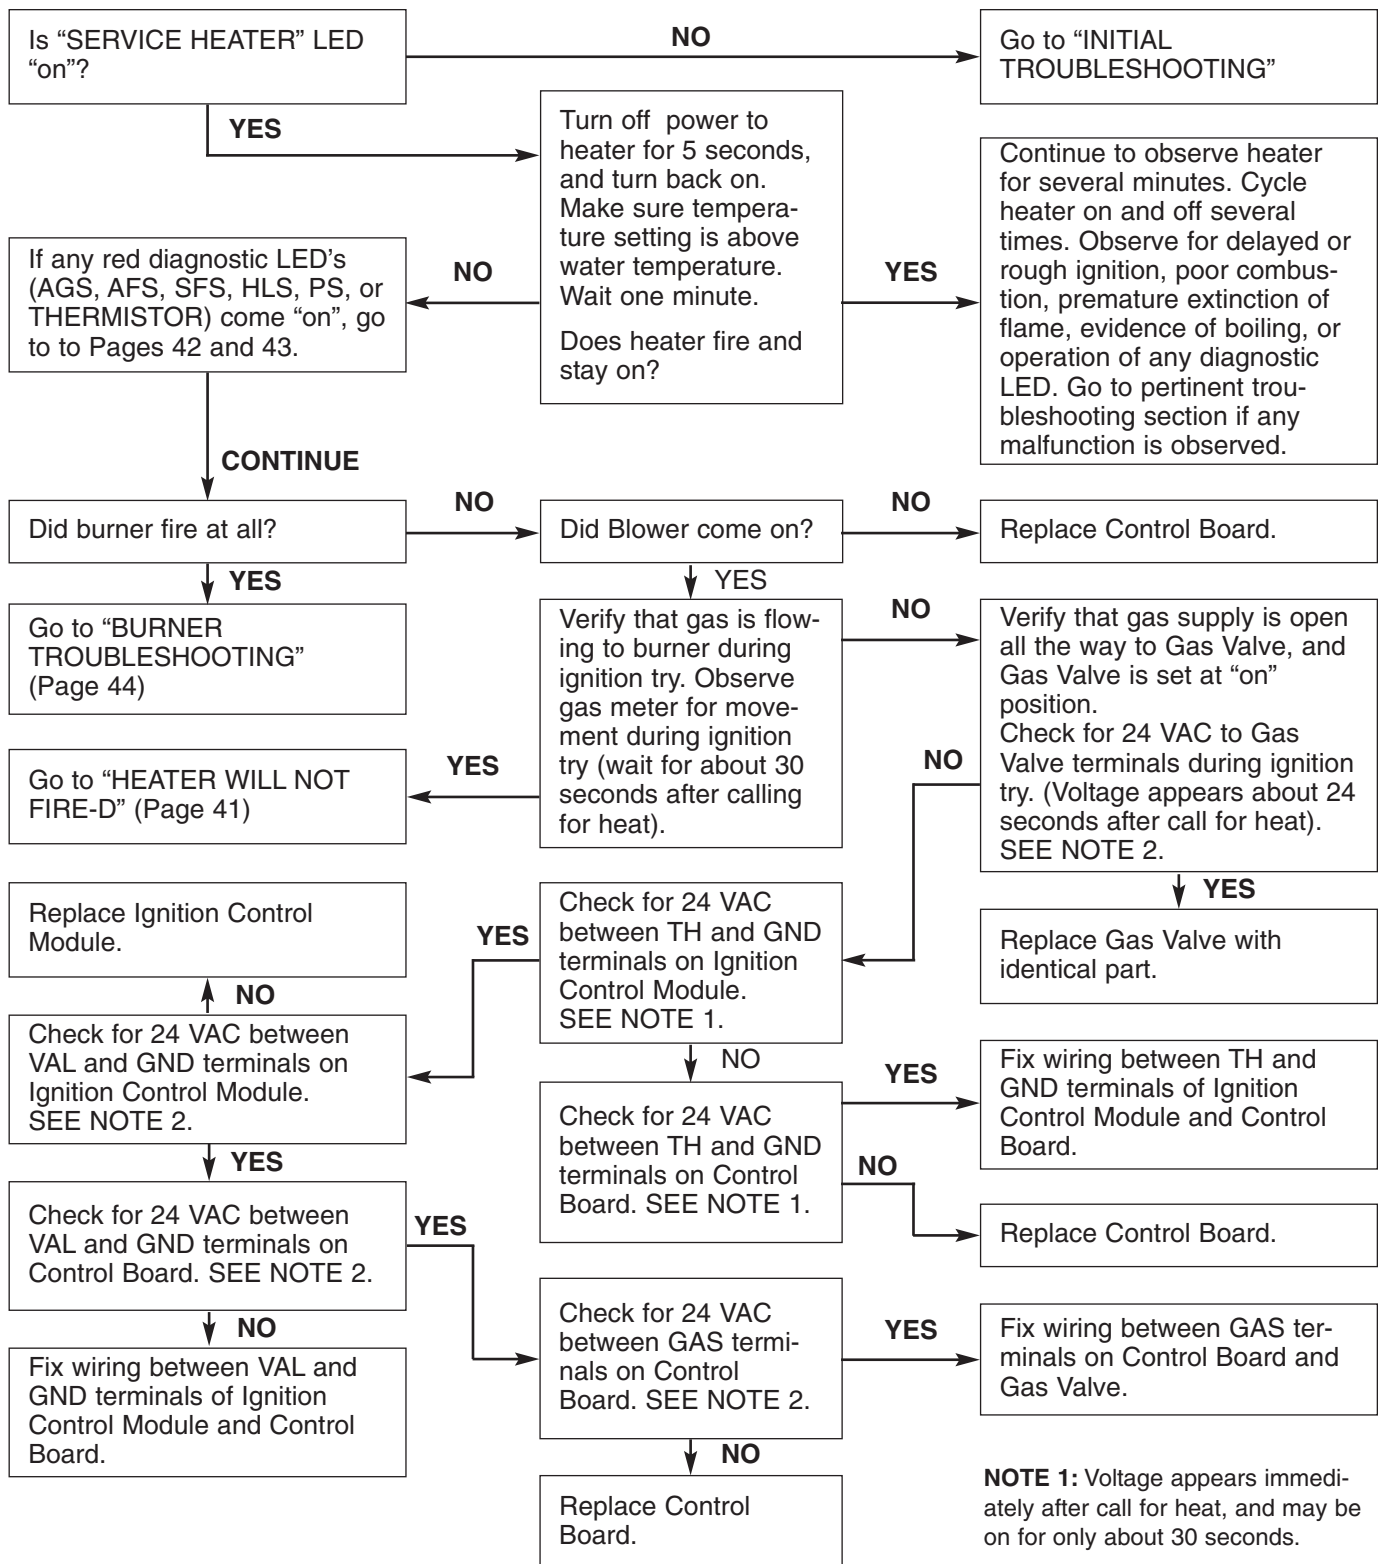 Is “SERVICE HEATER” LED
“on”?
NO
Go to “INITIAL
TROUBLESHOOTING”
YES
Turn off  power to
heater for 5 seconds,
and turn back on.
Make sure tempera-
ture setting is above
water temperature.
Wait one minute.
Does heater fire and
stay on?
NO
If any red diagnostic LED's
(AGS, AFS, SFS, HLS, PS, or
THERMISTOR) come “on”, go
to to Pages 42 and 43.
YES
Continue to observe heater
for several minutes. Cycle
heater on and off several
times. Observe for delayed or
rough ignition, poor combus-
tion, premature extinction of
flame, evidence of boiling, or
operation of any diagnostic
LED. Go to pertinent trou-
bleshooting section if any
malfunction is observed.
CONTINUE
Did burner fire at all?
NO
Did Blower come on?
NO
Replace Control Board.
YES
Go to “BURNER
TROUBLESHOOTING”
(Page 44)
YES
Verify that gas is flow-
ing to burner during
ignition try. Observe
gas meter for move-
ment during ignition
try (wait for about 30
seconds after calling
for heat).
YES
Go to “HEATER WILL NOT
FIRE-D” (Page 41)
NO
Verify that gas supply is open
all the way to Gas Valve, and
Gas Valve is set at “on”
position.
Check for 24 VAC to Gas
Valve terminals during ignition
try. (Voltage appears about 24
seconds after call for heat).
SEE NOTE 2.
YES
Replace Gas Valve with
identical part.
NO
Check for 24 VAC
between TH and GND
terminals on Ignition
Control Module.
SEE NOTE 1.
YES
Replace Ignition Control
Module.
NO
Check for 24 VAC between
VAL and GND terminals on
Ignition Control Module.
SEE NOTE 2.
NO
Check for 24 VAC
between TH and GND
terminals on Control
Board. SEE NOTE 1.
YES
Fix wiring between TH and
GND terminals of Ignition
Control Module and Control
Board.
NO
Replace Control Board.
YES
Check for 24 VAC between
VAL and GND terminals on
Control Board. SEE NOTE 2.
YES
Check for 24 VAC
between GAS termi-
nals on Control
Board. SEE NOTE 2.
YES
Fix wiring between GAS ter-
minals on Control Board and
Gas Valve.
NO
Fix wiring between VAL and
GND terminals of Ignition
Control Module and Control
Board.
NO
Replace Control
Board.
NOTE 1: Voltage appears immedi-
ately after call for heat, and may be
on for only about 30 seconds.